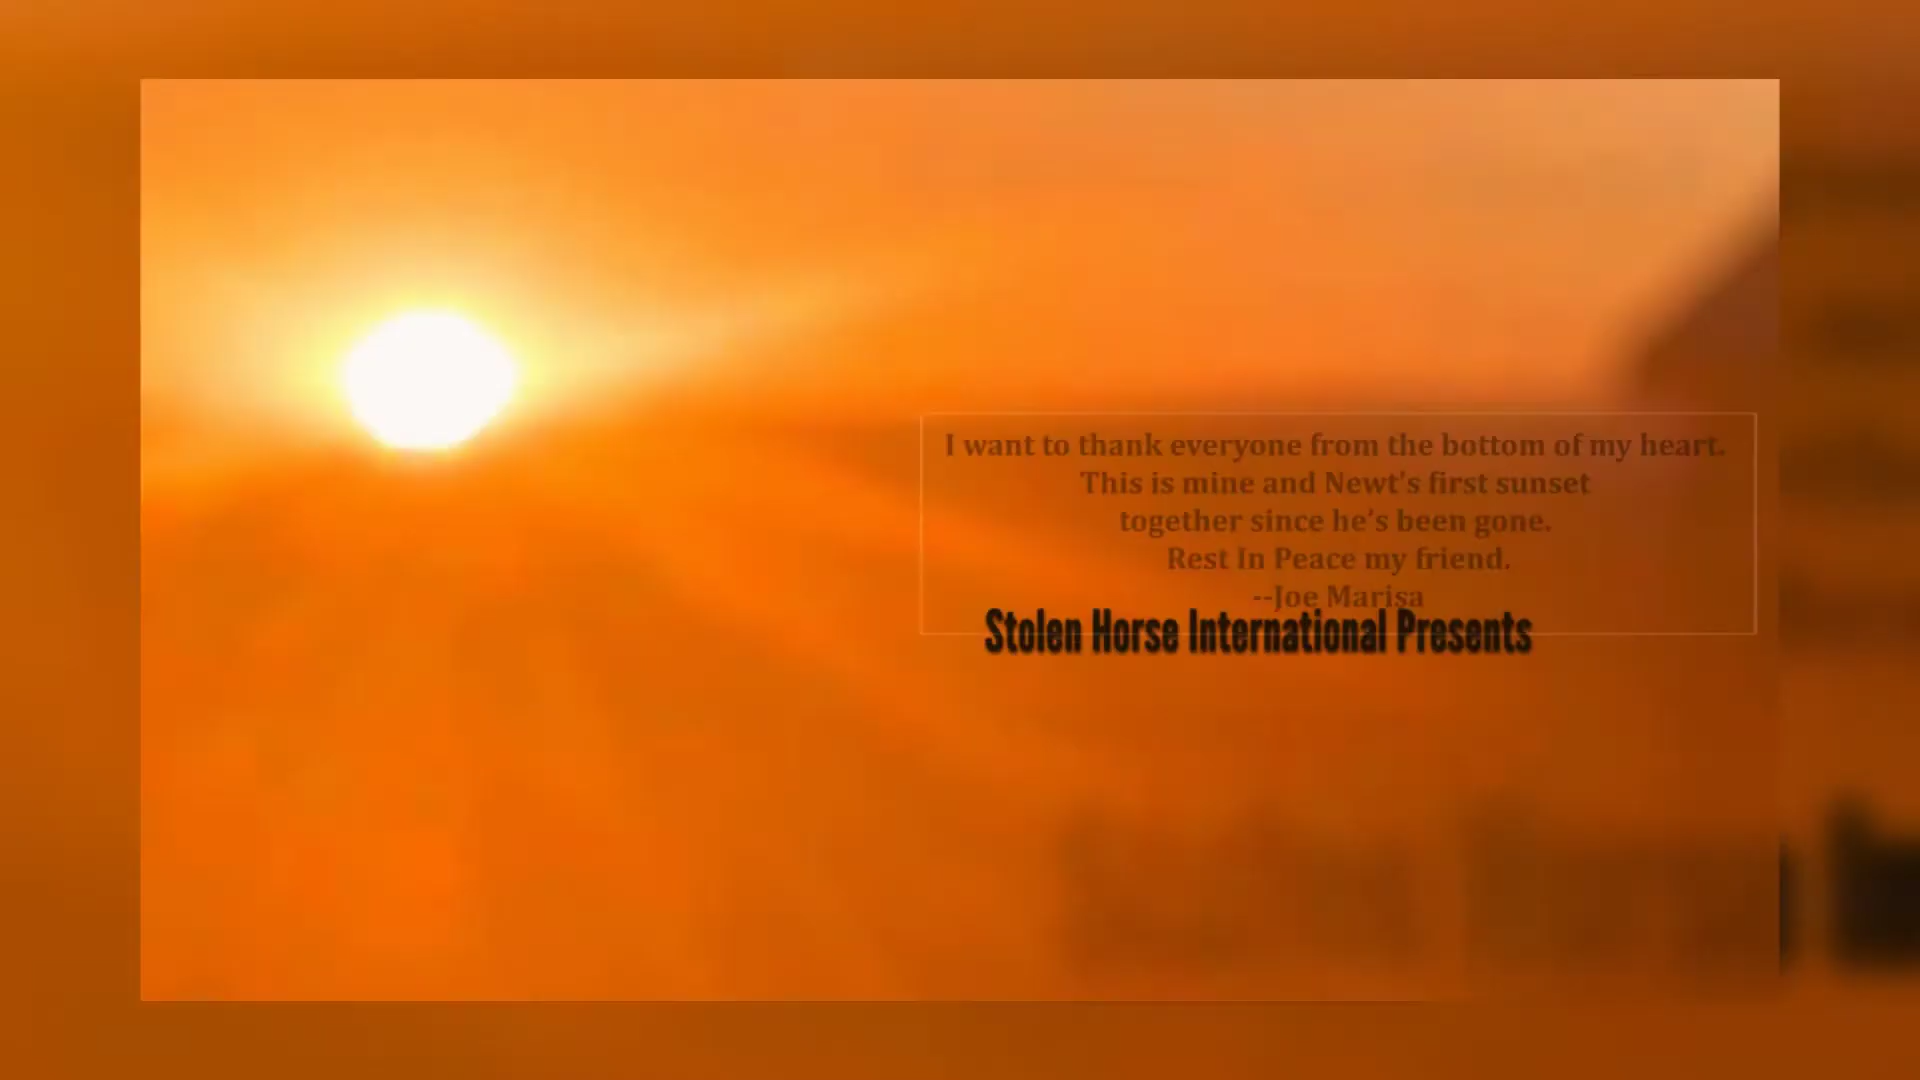 I want to thank everyone from the bottom of my heart.
This is mine and Newt's first sunset
together since he's been gone.
Rest In Peace my friend.
--Joe Marisa
Stolen Horse International Presents